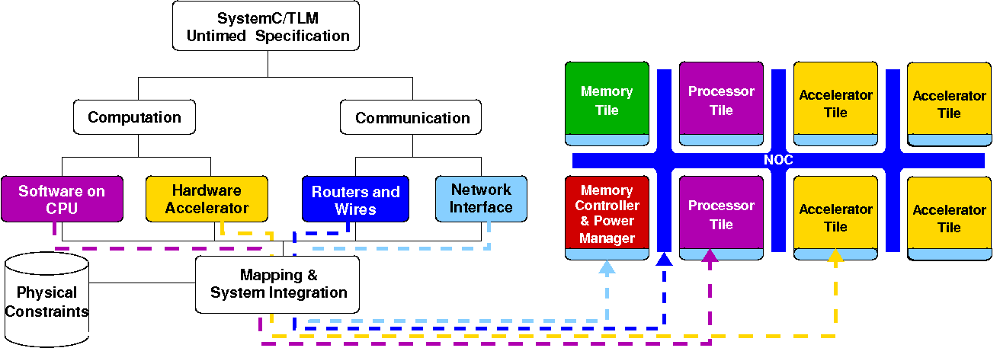 SystemC/TLM
Untimed Specification
Computation
Communication
Software on
CPU
Hardware
Accelerator
Routers and
Wires
Network
Interface
Physical
Constraints
Mapping &
System Integration
Memory
Tile
Processor
Tile
Accelerator
Tile
Accelerator
Tile
NOC
Memory
Controller
& Power
Manager
Processor
Tile
Accelerator
Tile
Accelerator
Tile